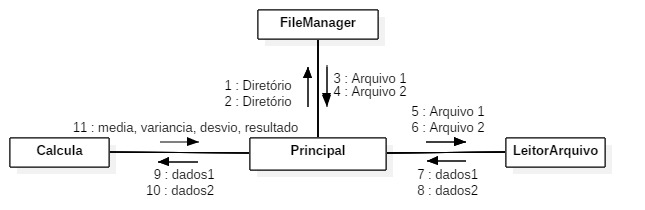 FileManager
1 : Diretório
2 : Diretório
3 : Arquivo 1
4 : Arquivo 2
5 : Arquivo 1
6 : Arquivo 2
11 : media, variancia, desvio, resultado
Calcula
Principal
LeitorArquivo
9 : dados1
10 : dados2
7 : dados1
8 : dados2